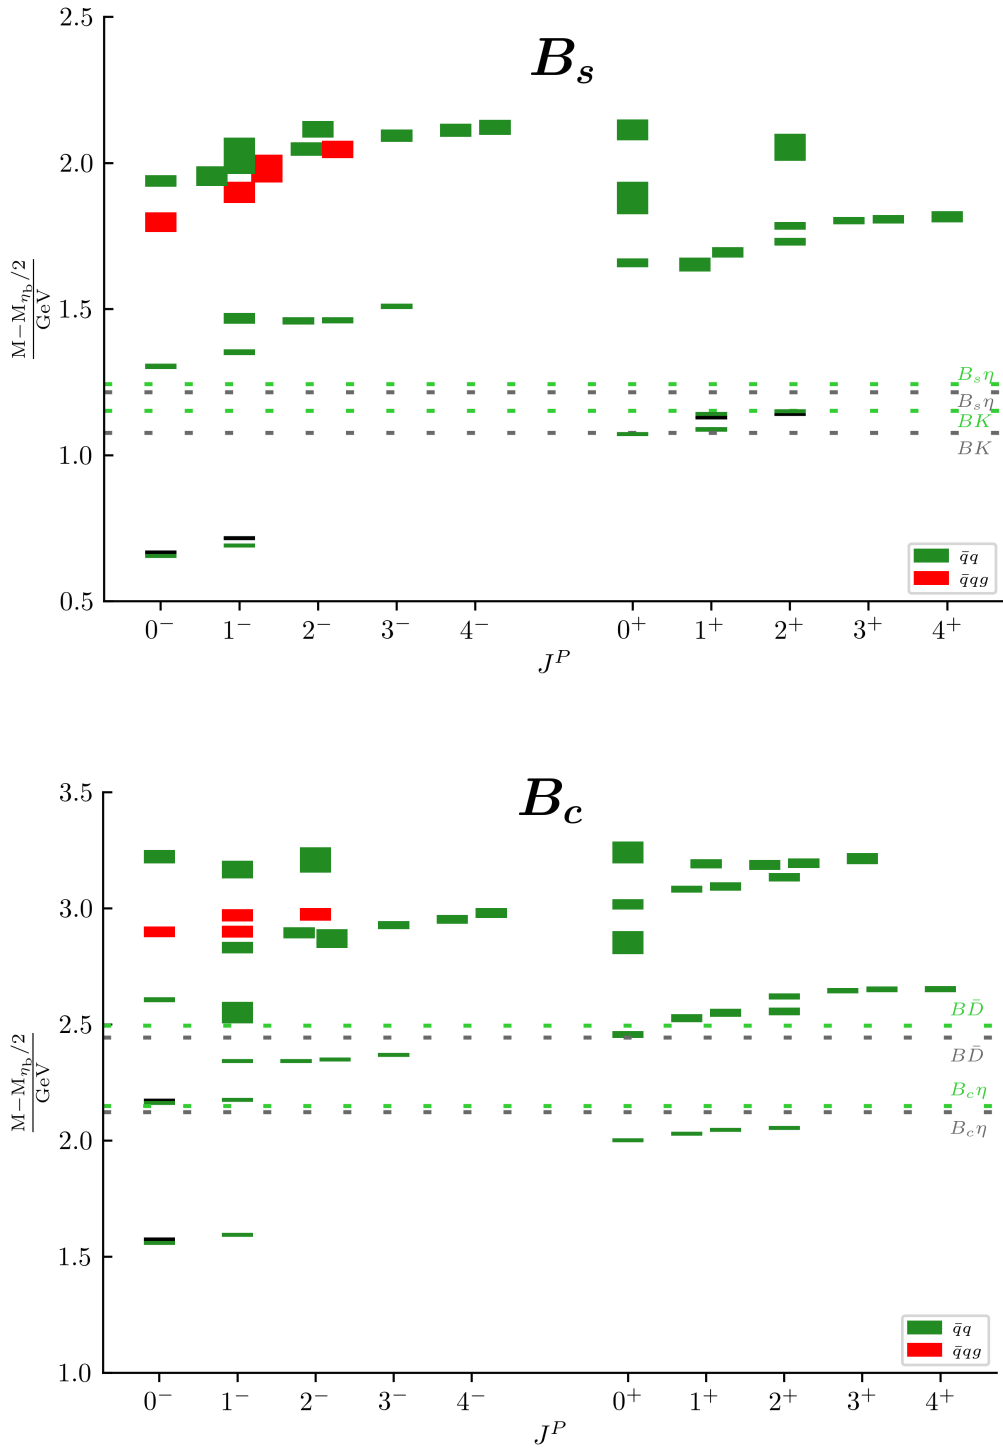 B_s
2.5
2.0
1.5
1.0
0.5
M−M_{η_b}/2
GeV
B_sη
B_sη
BK
BK
q̄q
q̄qg
0⁻ 1⁻ 2⁻ 3⁻ 4⁻ 0⁺ 1⁺ 2⁺ 3⁺ 4⁺
J^P
B_c
3.5
3.0
2.5
2.0
1.5
1.0
M−M_{η_b}/2
GeV
BD̄
BD̄
B_cη
B_cη
q̄q
q̄qg
0⁻ 1⁻ 2⁻ 3⁻ 4⁻ 0⁺ 1⁺ 2⁺ 3⁺ 4⁺
J^P